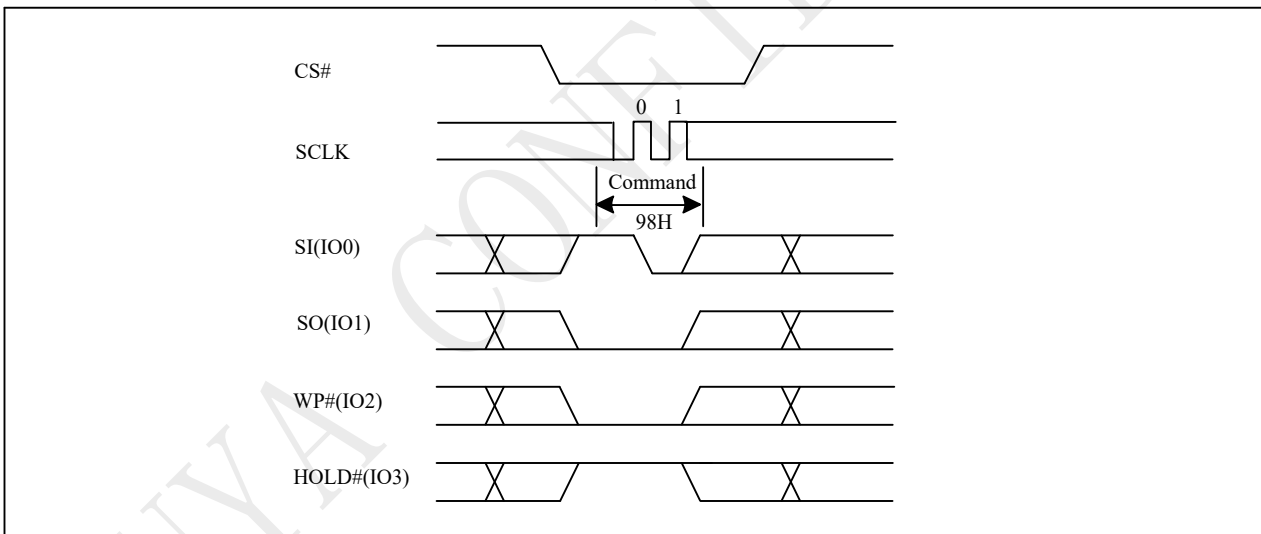 CS#
0 1
SCLK
Command
98H
SI(IO0)
SO(IO1)
WP#(IO2)
HOLD#(IO3)